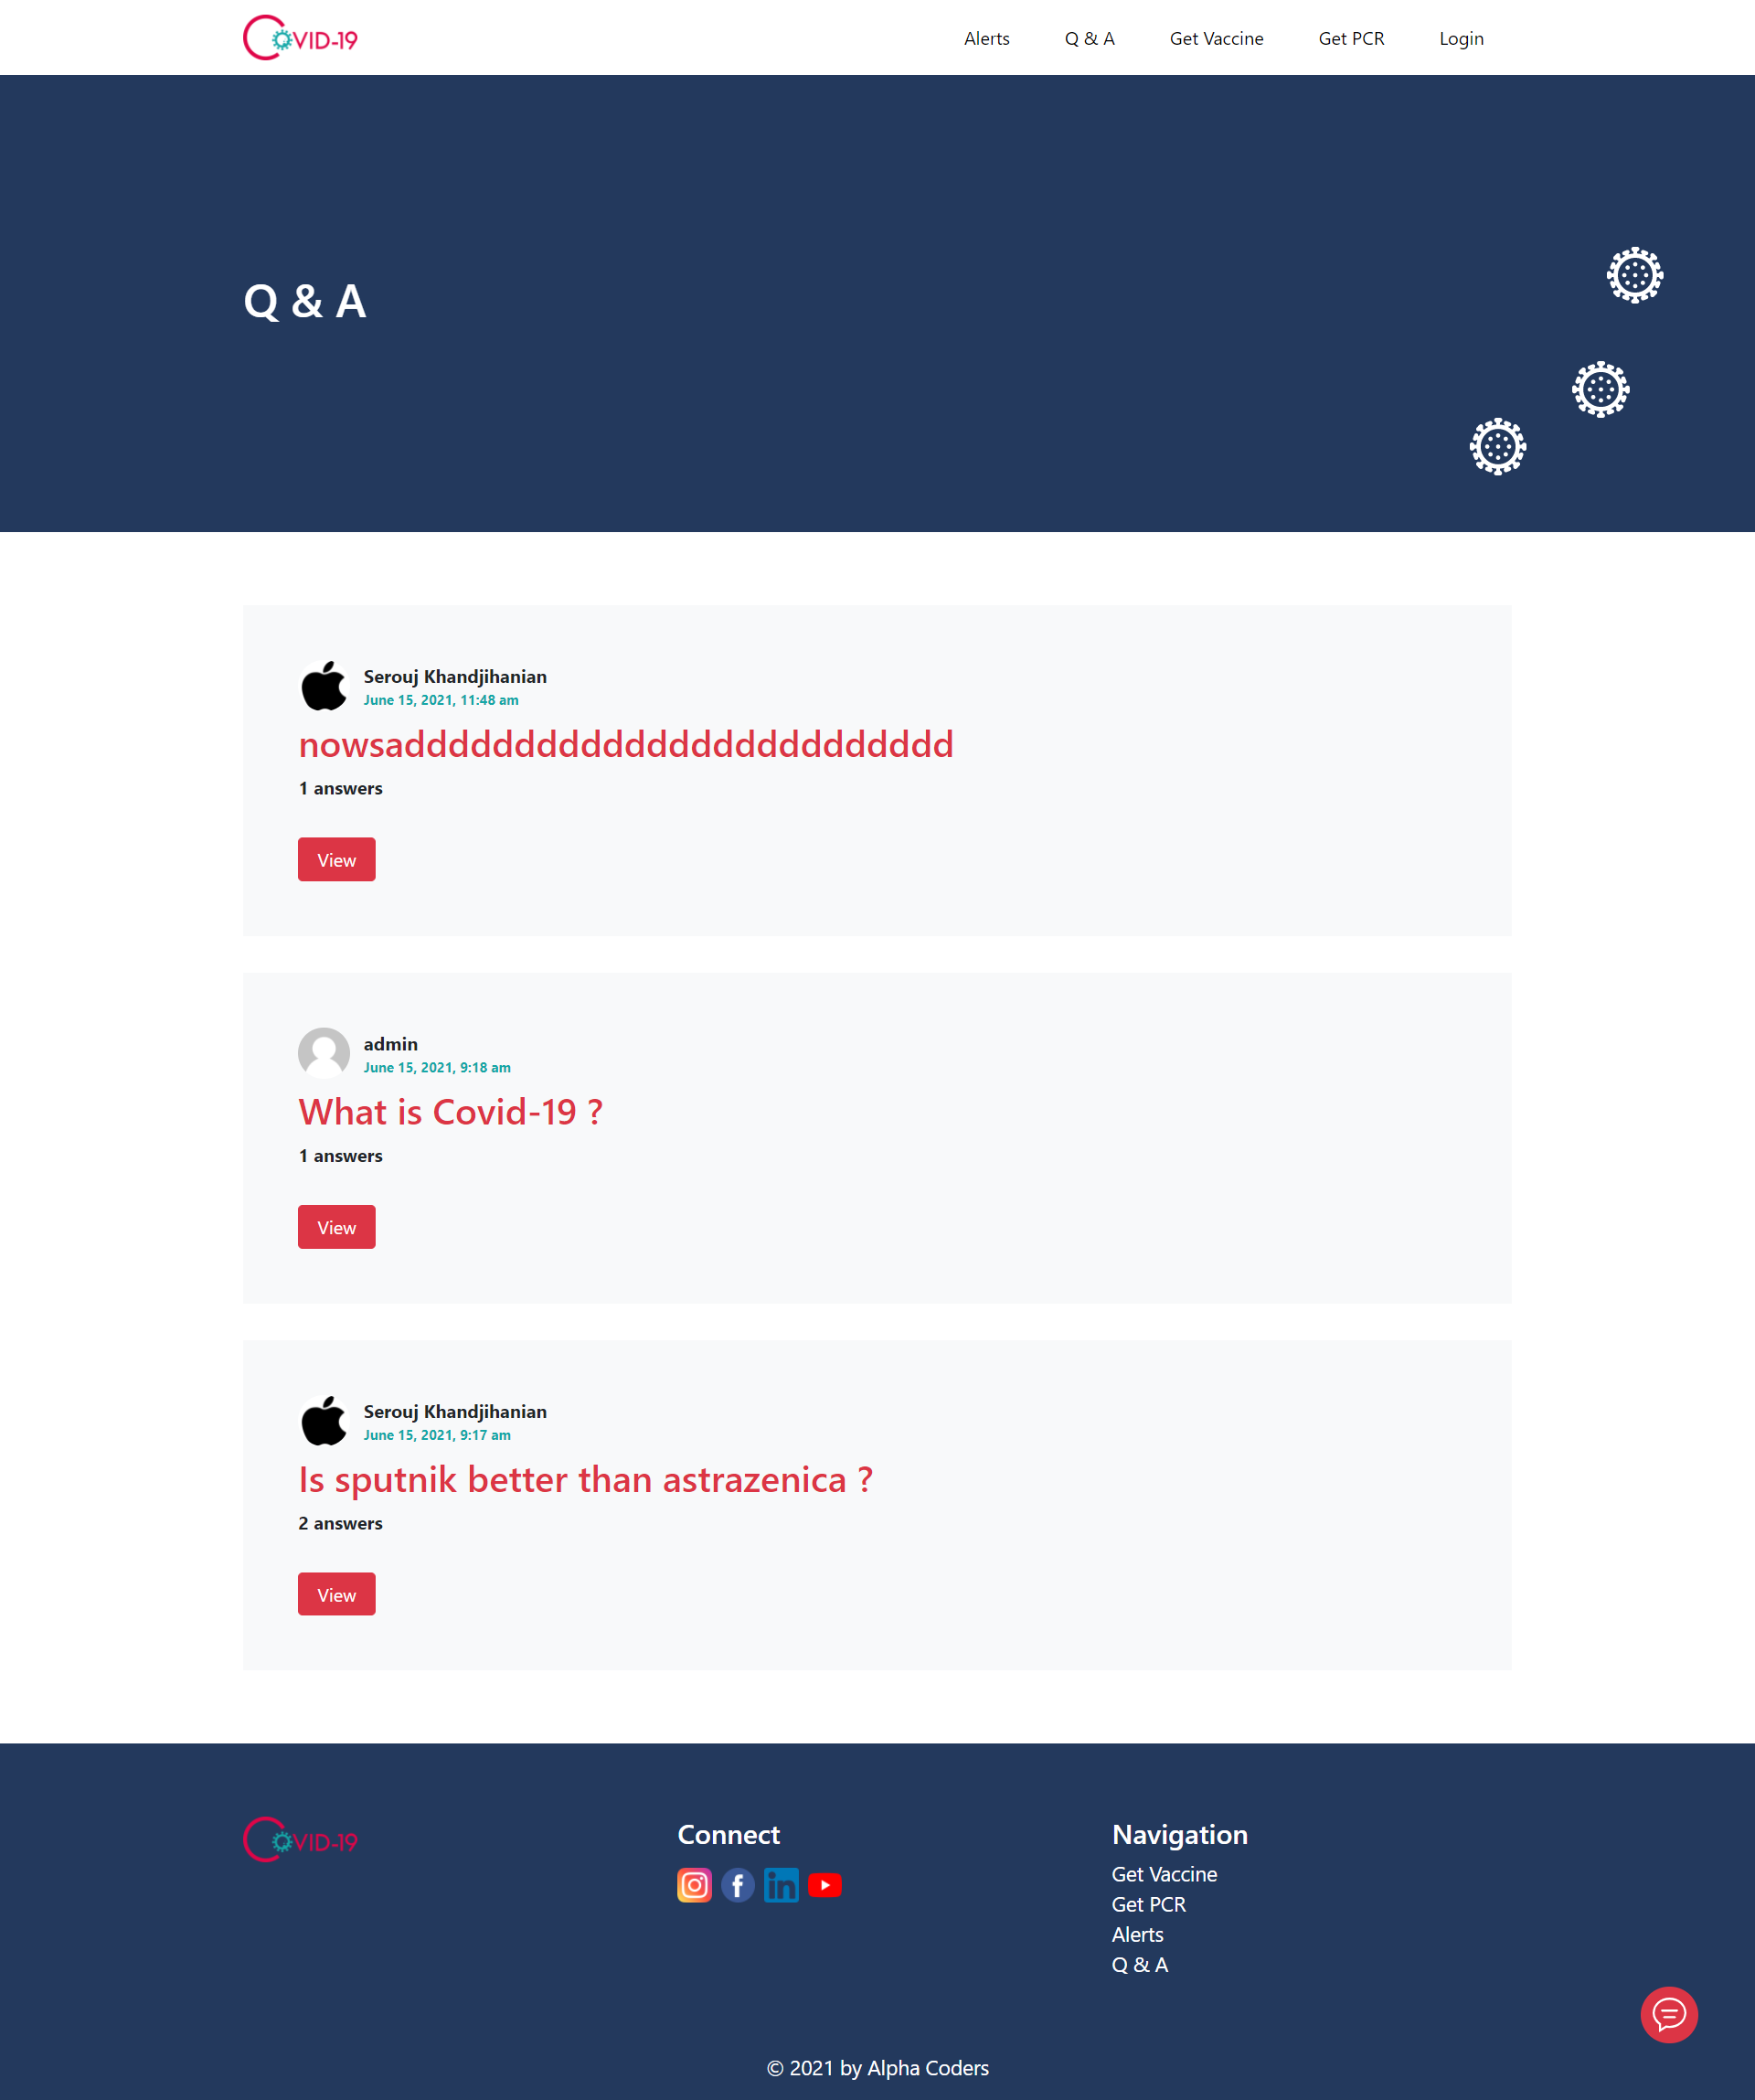 COVID-19
Alerts
Q & A
Get Vaccine
Get PCR
Login
Q & A
Serouj Khandjihanian
June 15, 2021, 11:48 am
nowsaddddddddddddddddddddddddd
1 answers
View
admin
June 15, 2021, 9:18 am
What is Covid-19 ?
1 answers
View
Serouj Khandjihanian
June 15, 2021, 9:17 am
Is sputnik better than astrazenica ?
2 answers
View
COVID-19
Connect
Navigation
Get Vaccine
Get PCR
Alerts
Q & A
© 2021 by Alpha Coders